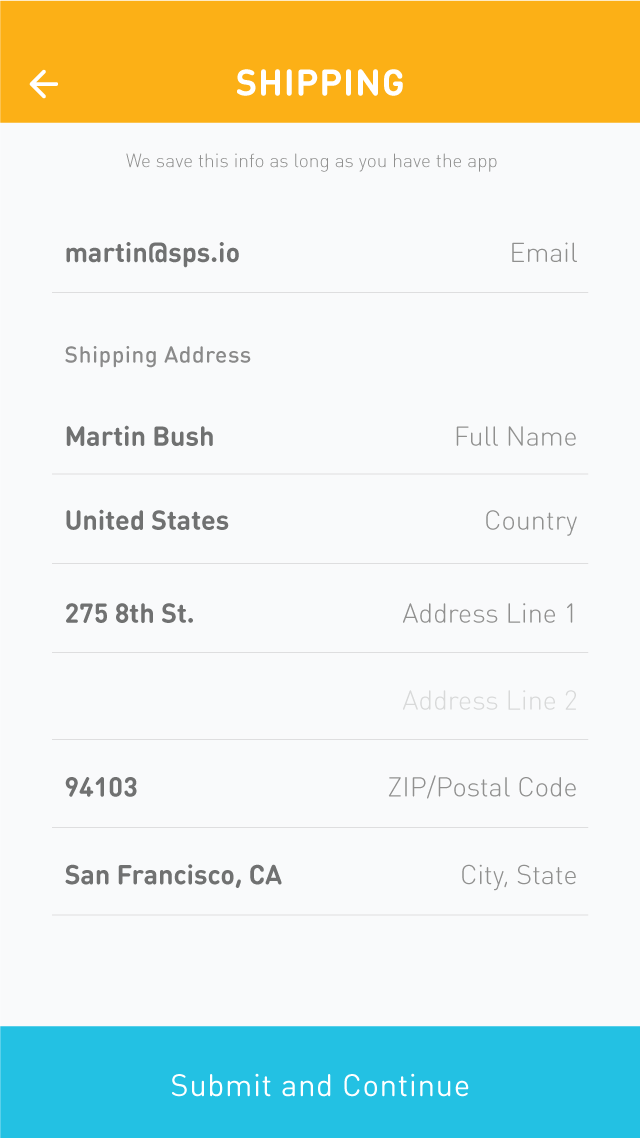 SHIPPING
We save this info as long as you have the app
martin@sps.io Email
Shipping Address
Martin Bush Full Name
United States Country
275 8th St. Address Line 1
Address Line 2
94103 ZIP/Postal Code
San Francisco, CA City, State
Submit and Continue